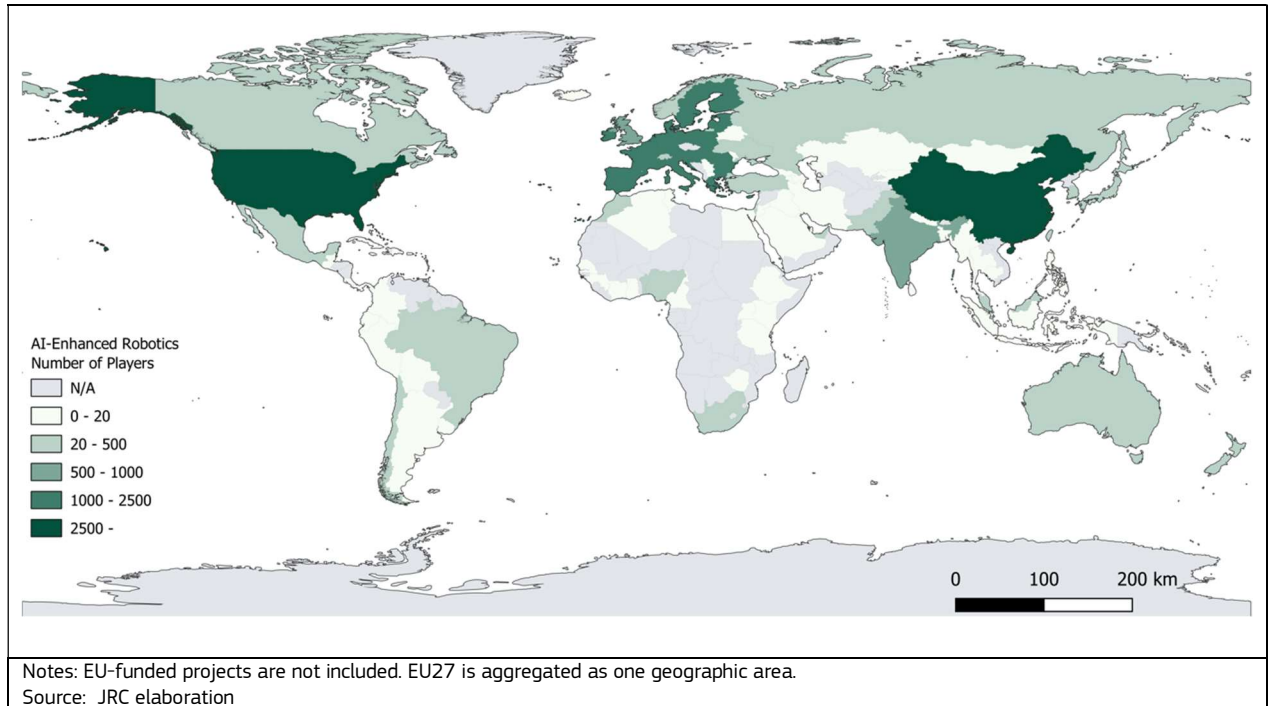 AI-Enhanced Robotics
Number of Players
N/A
0 - 20
20 - 500
500 - 1000
1000 - 2500
2500 -
0 100 200 km
Notes: EU-funded projects are not included. EU27 is aggregated as one geographic area.
Source: JRC elaboration